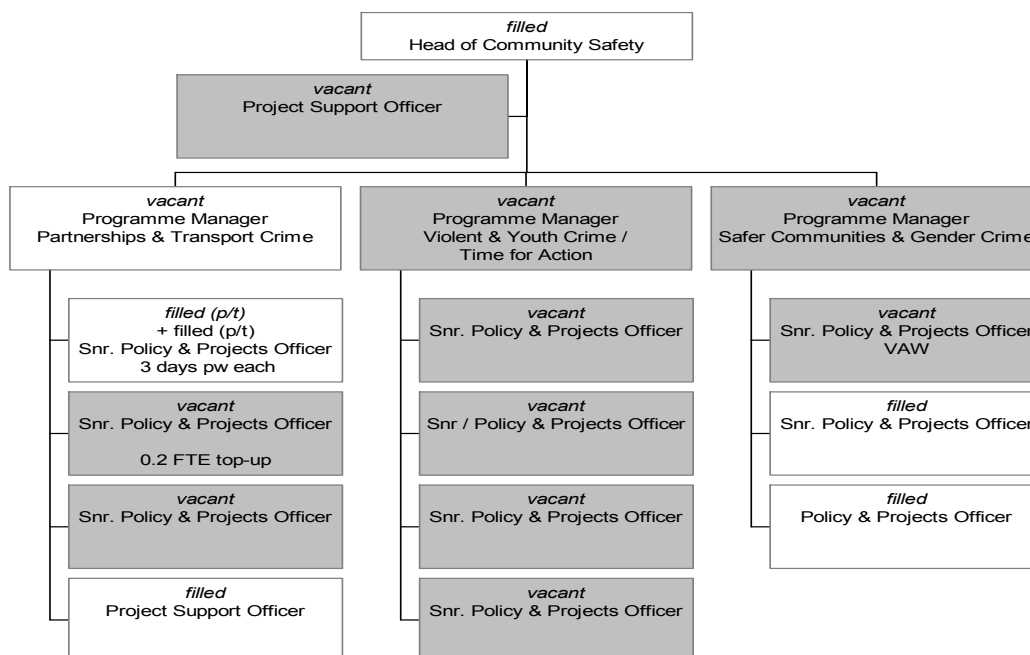 filled
Head of Community Safety
vacant
Project Support Officer
vacant
Programme Manager
Partnerships & Transport Crime
filled (p/t)
+ filled (p/t)
Snr. Policy & Projects Officer
3 days pw each
vacant
Snr. Policy & Projects Officer
0.2 FTE top-up
vacant
Snr. Policy & Projects Officer
filled
Project Support Officer
vacant
Programme Manager
Violent & Youth Crime /
Time for Action
vacant
Snr. Policy & Projects Officer
vacant
Snr / Policy & Projects Officer
vacant
Snr. Policy & Projects Officer
vacant
Snr. Policy & Projects Officer
vacant
Programme Manager
Safer Communities & Gender Crime
vacant
Snr. Policy & Projects Officer
VAW
filled
Snr. Policy & Projects Officer
filled
Policy & Projects Officer